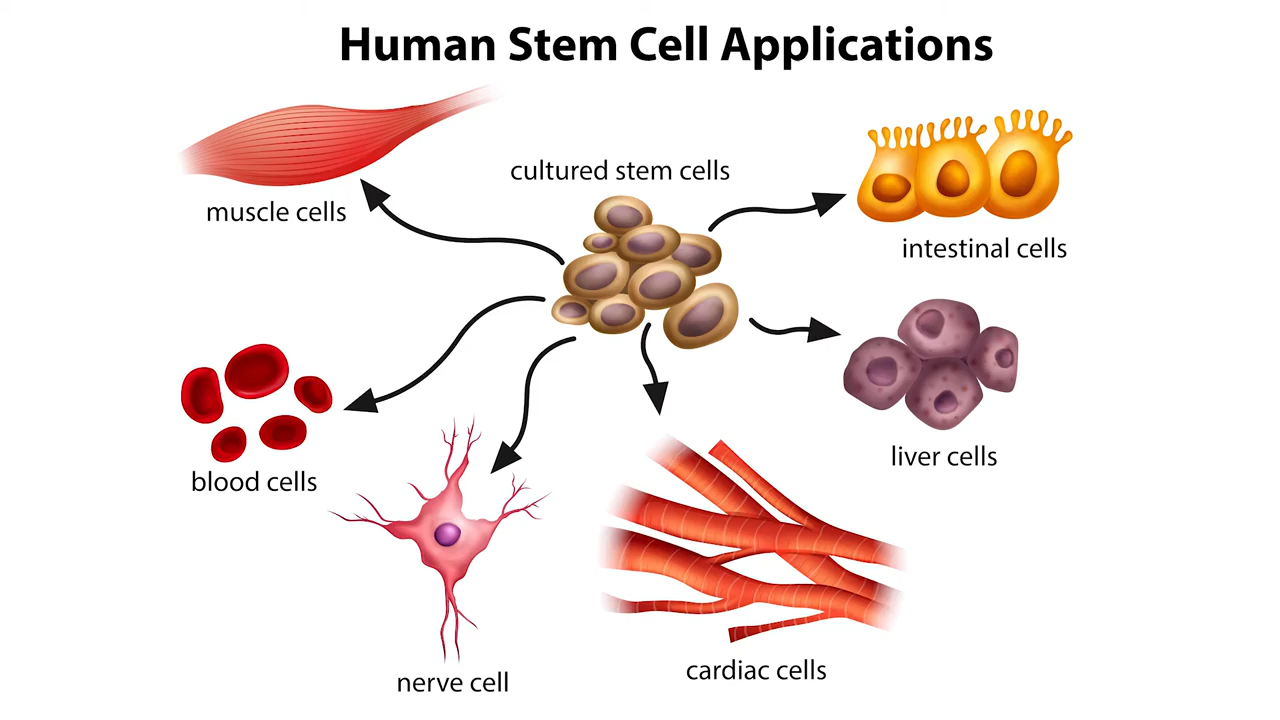 Human Stem Cell Applications
cultured stem cells
muscle cells
intestinal cells
blood cells
liver cells
nerve cell
cardiac cells